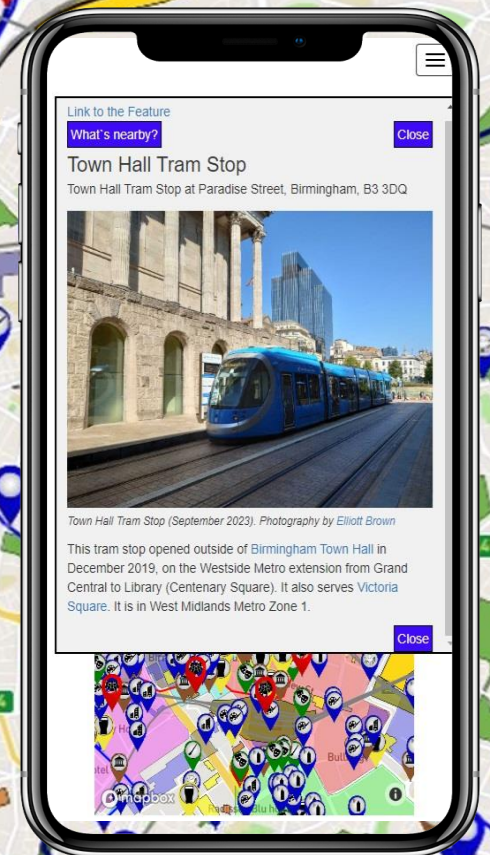 Link to the Feature
What`s nearby?
Close
Town Hall Tram Stop
Town Hall Tram Stop at Paradise Street, Birmingham, B3 3DQ
Town Hall Tram Stop (September 2023). Photography by Elliott Brown
This tram stop opened outside of Birmingham Town Hall in
December 2019, on the Westside Metro extension from Grand
Central to Library (Centenary Square). It also serves Victoria
Square. It is in West Midlands Metro Zone 1.
Close
mapbox